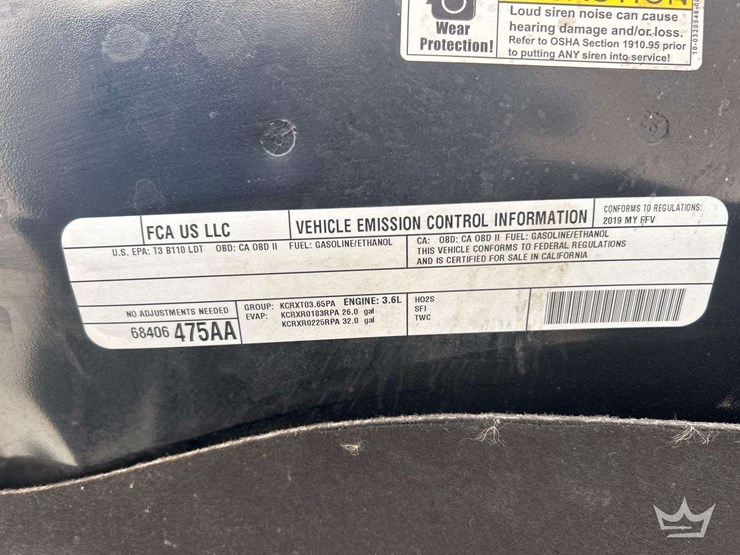 Loud siren noise can cause
hearing damage and/or loss.
Wear
Protection!
Refer to OSHA Section 1910.95 prior
to putting ANY siren into service!
FCA US LLC
VEHICLE EMISSION CONTROL INFORMATION
CONFORMS TO REGULATIONS:
2019 MY FFV
U.S. EPA: T3 B110 LDT OBD: CA OBD II FUEL: GASOLINE/ETHANOL
CA: OBD: CA OBD II FUEL: GASOLINE/ETHANOL
THIS VEHICLE CONFORMS TO FEDERAL REGULATIONS
AND IS CERTIFIED FOR SALE IN CALIFORNIA
NO ADJUSTMENTS NEEDED
68406 475AA
GROUP: KCRXT03.65PA ENGINE: 3.6L
EVAP: KCRXR0183RPA 26.0 gal
KCRXR0225RPA 32.0 gal
HO2S
SFI
TWC